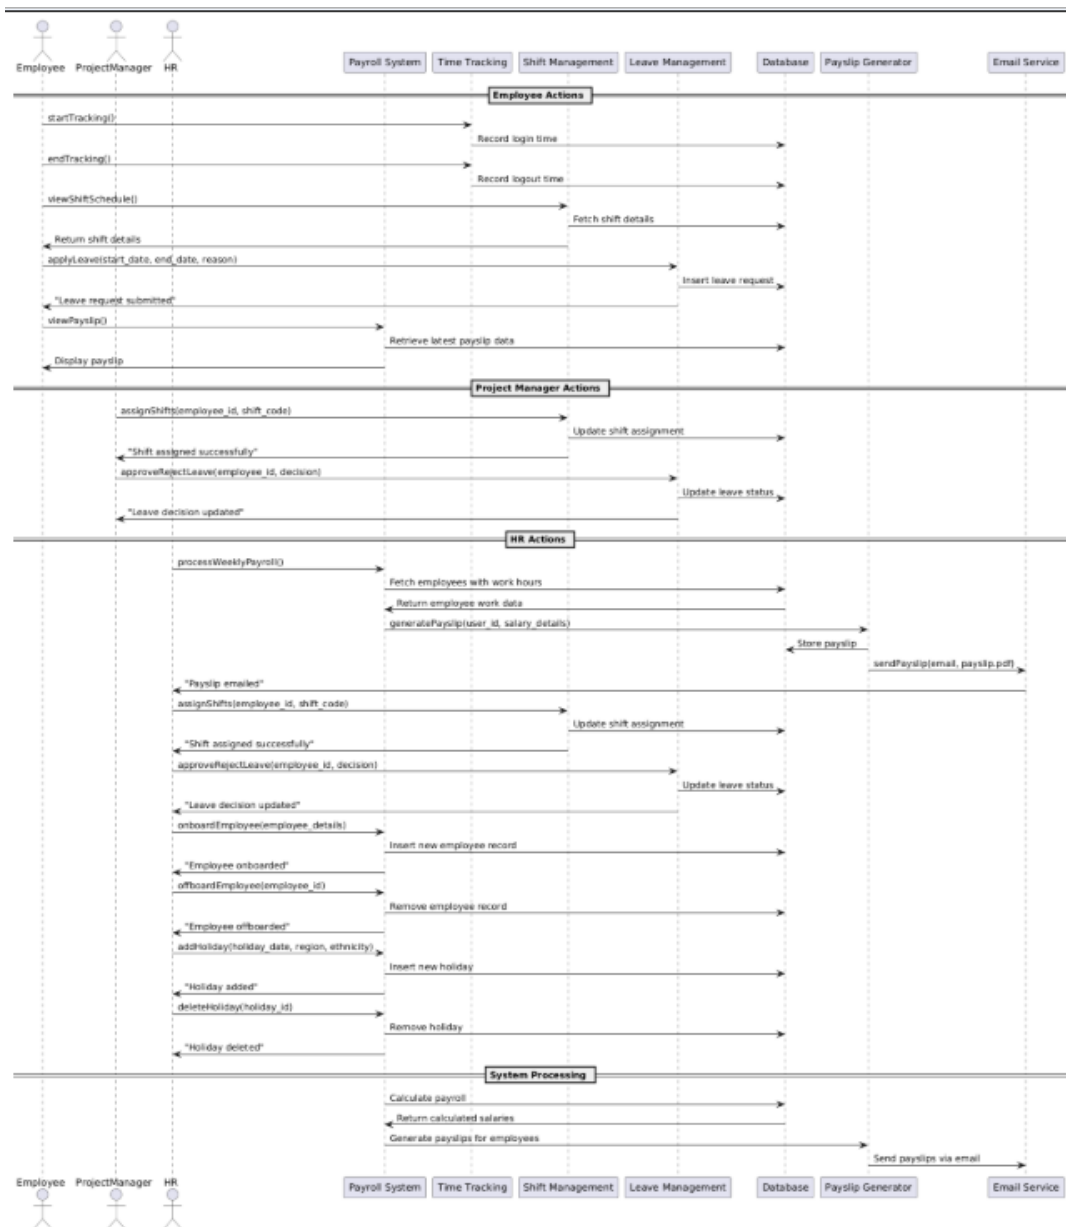 Employee ProjectManager HR Payroll System Time Tracking Shift Management Leave Management Database Payslip Generator Email Service
Employee Actions
startTracking()
Record login time
endTracking()
Record logout time
viewShiftSchedule()
Fetch shift details
Return shift details
applyLeave(start_date, end_date, reason)
Insert leave request
"Leave request submitted"
viewPayslip()
Retrieve latest payslip data
Display payslip
Project Manager Actions
assignShifts(employee_id, shift_code)
Update shift assignment
"Shift assigned successfully"
approveRejectLeave(employee_id, decision)
Update leave status
"Leave decision updated"
HR Actions
processWeeklyPayroll()
Fetch employees with work hours
Return employee work data
generatePayslip(user_id, salary_details)
Store payslip
sendPayslip(email, payslip.pdf)
"Payslip emailed"
assignShifts(employee_id, shift_code)
Update shift assignment
"Shift assigned successfully"
approveRejectLeave(employee_id, decision)
Update leave status
"Leave decision updated"
onboardEmployee(employee_details)
Insert new employee record
"Employee onboarded"
offboardEmployee(employee_id)
Remove employee record
"Employee offboarded"
addHoliday(holiday_date, region, ethnicity)
Insert new holiday
"Holiday added"
deleteHoliday(holiday_id)
Remove holiday
"Holiday deleted"
System Processing
Calculate payroll
Return calculated salaries
Generate payslips for employees
Send payslips via email
Employee ProjectManager HR Payroll System Time Tracking Shift Management Leave Management Database Payslip Generator Email Service